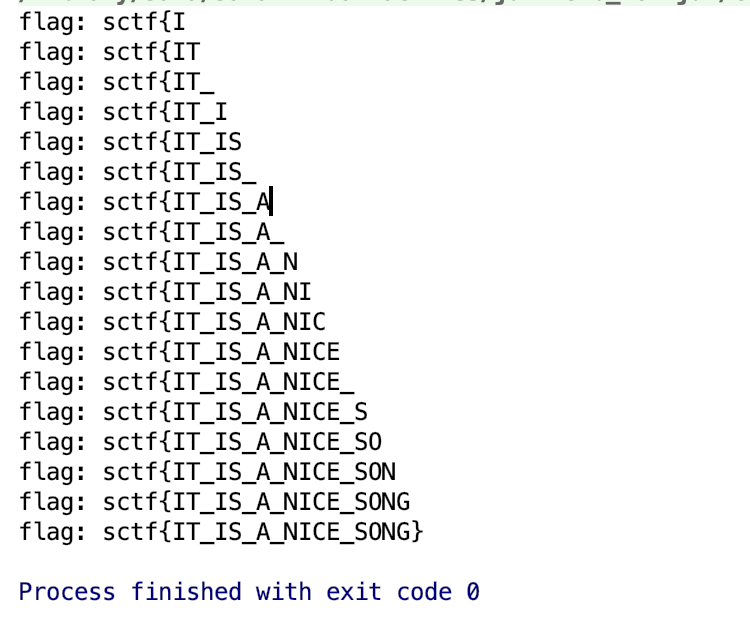 flag: sctf{I
flag: sctf{IT
flag: sctf{IT_
flag: sctf{IT_I
flag: sctf{IT_IS
flag: sctf{IT_IS_
flag: sctf{IT_IS_A
flag: sctf{IT_IS_A_
flag: sctf{IT_IS_A_N
flag: sctf{IT_IS_A_NI
flag: sctf{IT_IS_A_NIC
flag: sctf{IT_IS_A_NICE
flag: sctf{IT_IS_A_NICE_
flag: sctf{IT_IS_A_NICE_S
flag: sctf{IT_IS_A_NICE_SO
flag: sctf{IT_IS_A_NICE_SON
flag: sctf{IT_IS_A_NICE_SONG
flag: sctf{IT_IS_A_NICE_SONG}
Process finished with exit code 0